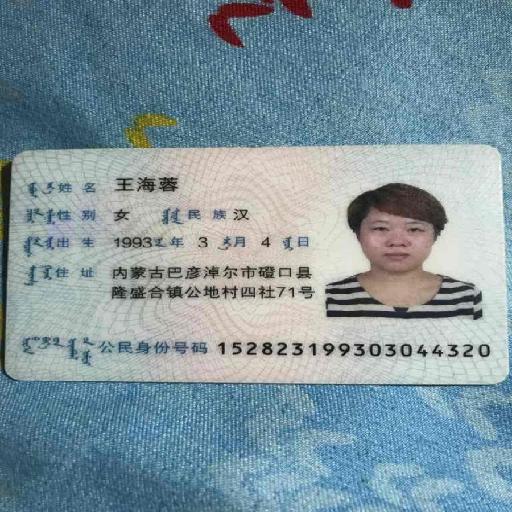 姓名 王海蓉
性别 女 民族 汉
出生 1993 年 3 月 4 日
住址 内蒙古巴彦淖尔市磴口县
隆盛合镇公地村四社71号
公民身份号码 152823199303044320